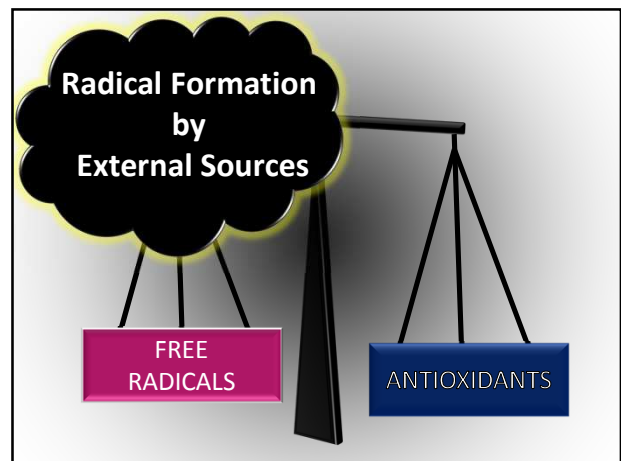 Radical Formation
by
External Sources
FREE
RADICALS
ANTIOXIDANTS